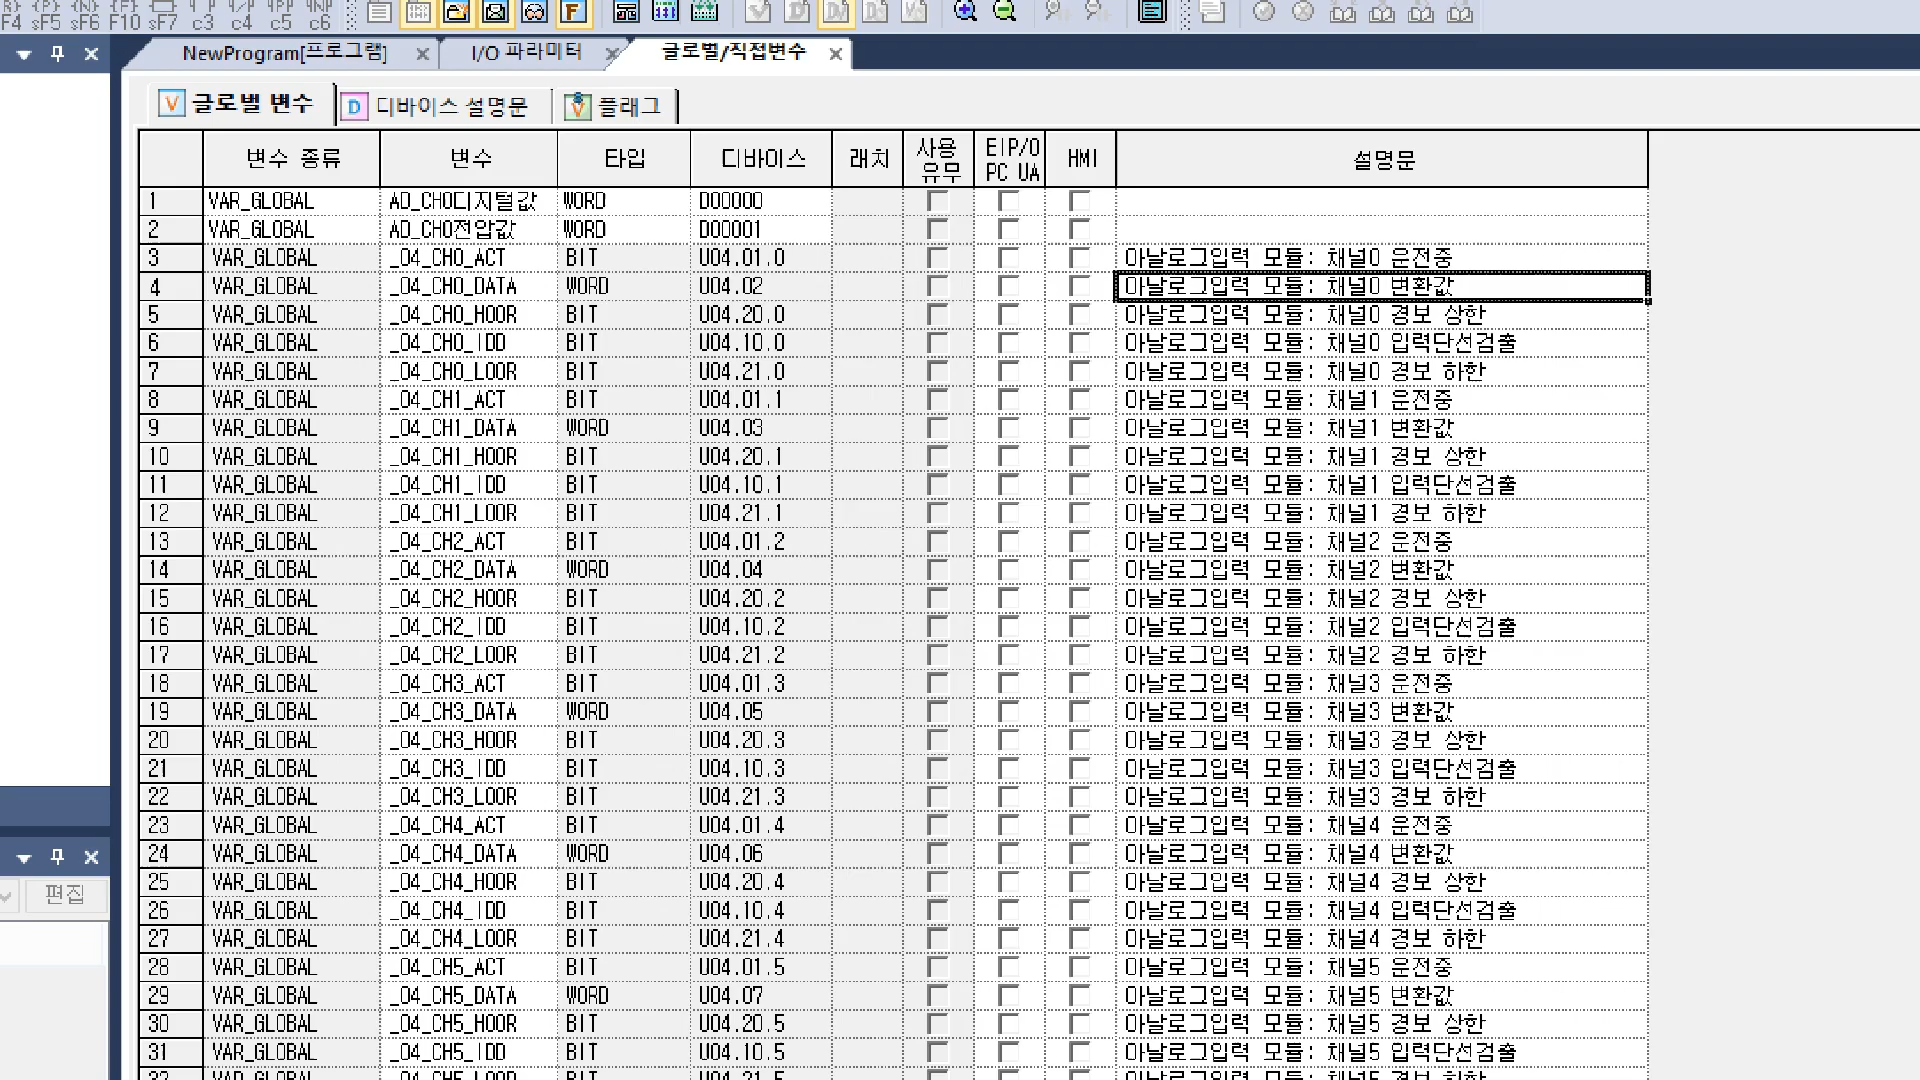 F4 sF5 sF6 F10 sF7 c3 c4 c5 c6
NewProgram[프로그램] I/O 파라미터 글로벌/직접변수
글로벌 변수 디바이스 설명문 플래그
변수 종류 변수 타입 디바이스 래치 사용 유무 EIP/O PC UA HMI 설명문
1 VAR_GLOBAL AD_CH0디지털값 WORD D00000
2 VAR_GLOBAL AD_CH0전압값 WORD D00001
3 VAR_GLOBAL _04_CH0_ACT BIT U04.01.0 아날로그입력 모듈: 채널0 운전중
4 VAR_GLOBAL _04_CH0_DATA WORD U04.02 아날로그입력 모듈: 채널0 변환값
5 VAR_GLOBAL _04_CH0_HOOR BIT U04.20.0 아날로그입력 모듈: 채널0 경보 상한
6 VAR_GLOBAL _04_CH0_IDD BIT U04.10.0 아날로그입력 모듈: 채널0 입력단선검출
7 VAR_GLOBAL _04_CH0_LOOR BIT U04.21.0 아날로그입력 모듈: 채널0 경보 하한
8 VAR_GLOBAL _04_CH1_ACT BIT U04.01.1 아날로그입력 모듈: 채널1 운전중
9 VAR_GLOBAL _04_CH1_DATA WORD U04.03 아날로그입력 모듈: 채널1 변환값
10 VAR_GLOBAL _04_CH1_HOOR BIT U04.20.1 아날로그입력 모듈: 채널1 경보 상한
11 VAR_GLOBAL _04_CH1_IDD BIT U04.10.1 아날로그입력 모듈: 채널1 입력단선검출
12 VAR_GLOBAL _04_CH1_LOOR BIT U04.21.1 아날로그입력 모듈: 채널1 경보 하한
13 VAR_GLOBAL _04_CH2_ACT BIT U04.01.2 아날로그입력 모듈: 채널2 운전중
14 VAR_GLOBAL _04_CH2_DATA WORD U04.04 아날로그입력 모듈: 채널2 변환값
15 VAR_GLOBAL _04_CH2_HOOR BIT U04.20.2 아날로그입력 모듈: 채널2 경보 상한
16 VAR_GLOBAL _04_CH2_IDD BIT U04.10.2 아날로그입력 모듈: 채널2 입력단선검출
17 VAR_GLOBAL _04_CH2_LOOR BIT U04.21.2 아날로그입력 모듈: 채널2 경보 하한
18 VAR_GLOBAL _04_CH3_ACT BIT U04.01.3 아날로그입력 모듈: 채널3 운전중
19 VAR_GLOBAL _04_CH3_DATA WORD U04.05 아날로그입력 모듈: 채널3 변환값
20 VAR_GLOBAL _04_CH3_HOOR BIT U04.20.3 아날로그입력 모듈: 채널3 경보 상한
21 VAR_GLOBAL _04_CH3_IDD BIT U04.10.3 아날로그입력 모듈: 채널3 입력단선검출
22 VAR_GLOBAL _04_CH3_LOOR BIT U04.21.3 아날로그입력 모듈: 채널3 경보 하한
23 VAR_GLOBAL _04_CH4_ACT BIT U04.01.4 아날로그입력 모듈: 채널4 운전중
24 VAR_GLOBAL _04_CH4_DATA WORD U04.06 아날로그입력 모듈: 채널4 변환값
25 VAR_GLOBAL _04_CH4_HOOR BIT U04.20.4 아날로그입력 모듈: 채널4 경보 상한
편집
26 VAR_GLOBAL _04_CH4_IDD BIT U04.10.4 아날로그입력 모듈: 채널4 입력단선검출
27 VAR_GLOBAL _04_CH4_LOOR BIT U04.21.4 아날로그입력 모듈: 채널4 경보 하한
28 VAR_GLOBAL _04_CH5_ACT BIT U04.01.5 아날로그입력 모듈: 채널5 운전중
29 VAR_GLOBAL _04_CH5_DATA WORD U04.07 아날로그입력 모듈: 채널5 변환값
30 VAR_GLOBAL _04_CH5_HOOR BIT U04.20.5 아날로그입력 모듈: 채널5 경보 상한
31 VAR_GLOBAL _04_CH5_IDD BIT U04.10.5 아날로그입력 모듈: 채널5 입력단선검출
32 VAR_GLOBAL _04_CH5_LOOR BIT U04.21.5 아날로그입력 모듈: 채널5 경보 하한